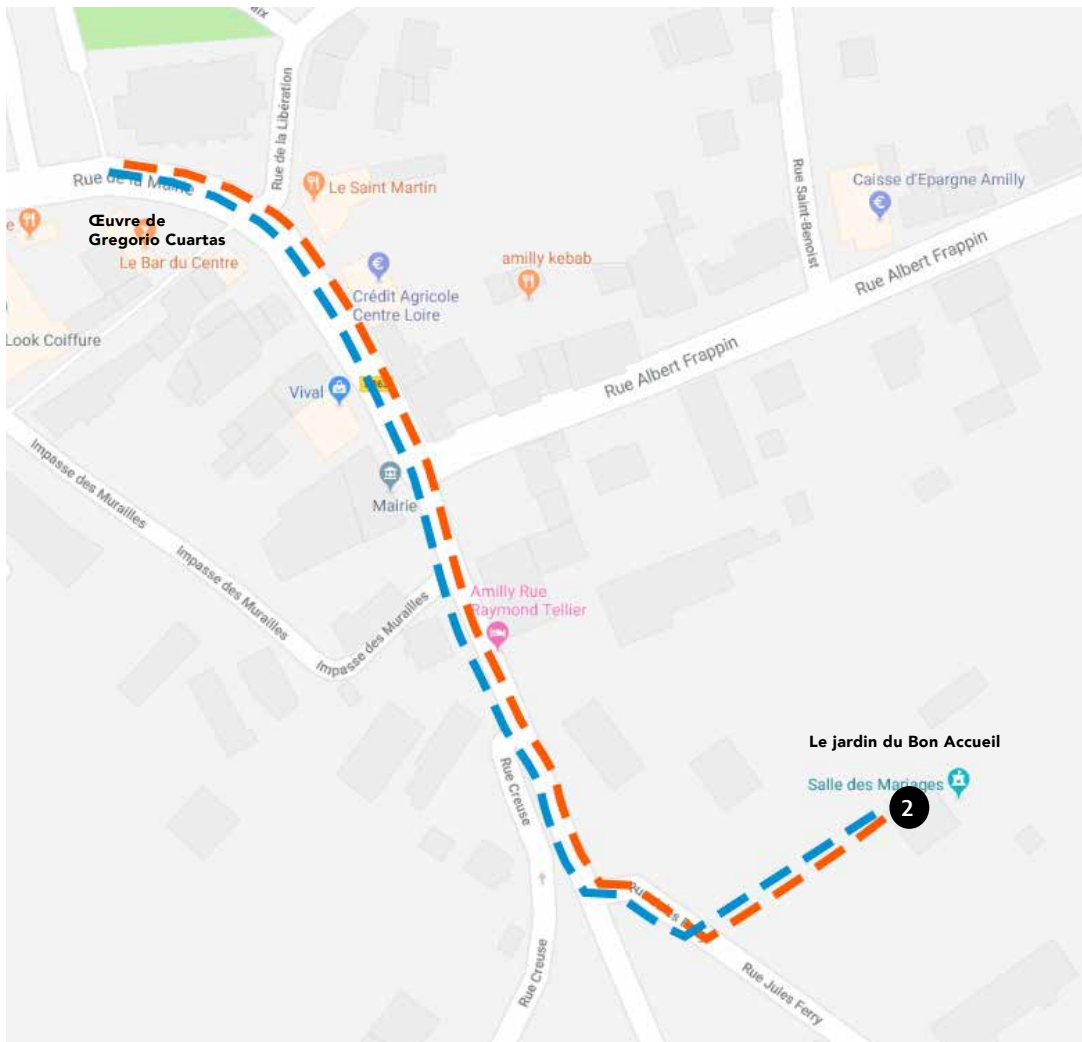 aix
Rue de la Libération
Rue de la Mairie
Le Saint Martin
Rue Saint-Benoist
Caisse d'Epargne Amilly
€
e
Œuvre de
Gregorio Cuartas
Le Bar du Centre
€
Crédit Agricole
Centre Loire
amilly kebab
Rue Albert Frappin
Look Coiffure
Rue Albert Frappin
Vival
Impasse des Murailles
Mairie
Impasse des Murailles
Impasse des Murailles
Amilly Rue
Raymond Tellier
Rue Creuse
Le jardin du Bon Accueil
Salle des Mariages
2
Rue Creuse
Rue Jules Ferry